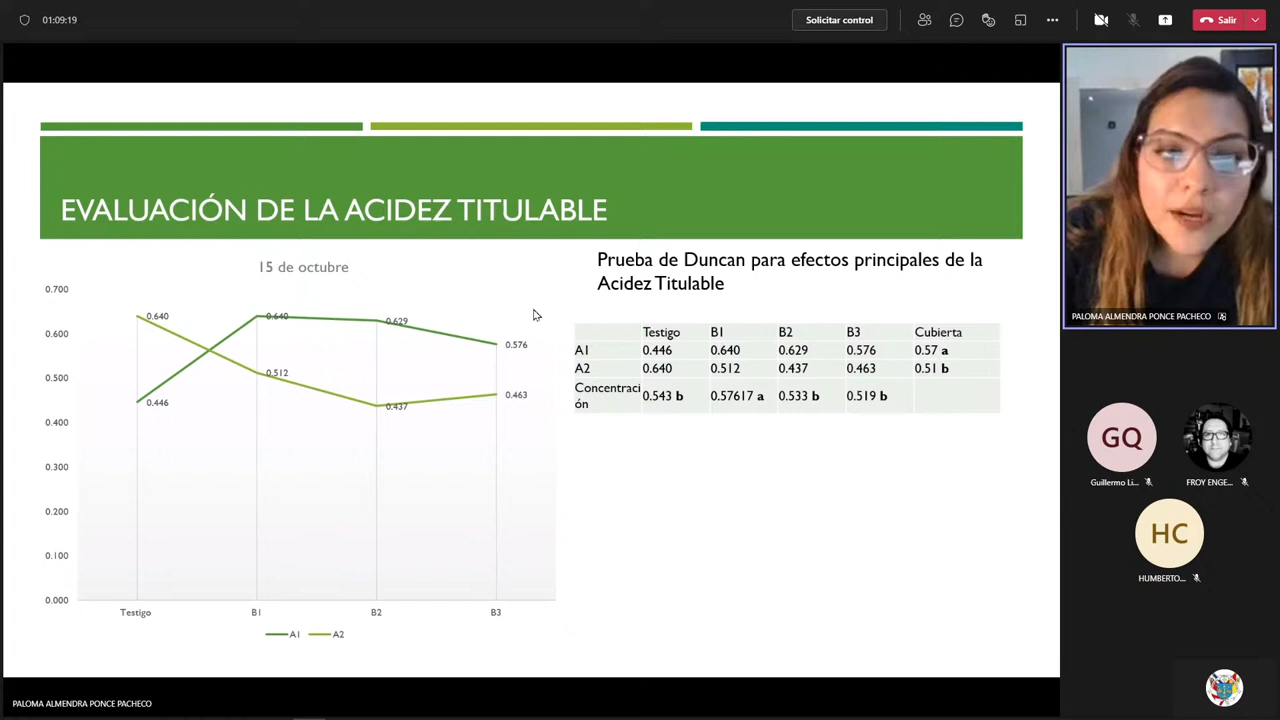 01:09:19
Solicitar control
Salir
EVALUACIÓN DE LA ACIDEZ TITULABLE
15 de octubre
0.700
0.600
0.500
0.400
0.300
0.200
0.100
0.000
0.640
0.446
0.640
0.512
0.629
0.437
0.576
0.463
Testigo B1 B2 B3
A1 A2
Prueba de Duncan para efectos principales de la
Acidez Titulable
Testigo B1 B2 B3 Cubierta
A1 0.446 0.640 0.629 0.576 0.57 a
A2 0.640 0.512 0.437 0.463 0.51 b
Concentraci
ón
0.543 b 0.57617 a 0.533 b 0.519 b
PALOMA ALMENDRA PONCE PACHECO
GQ
Guillermo Li...
FROY ENGE...
HC
HUMBERTO...
PALOMA ALMENDRA PONCE PACHECO